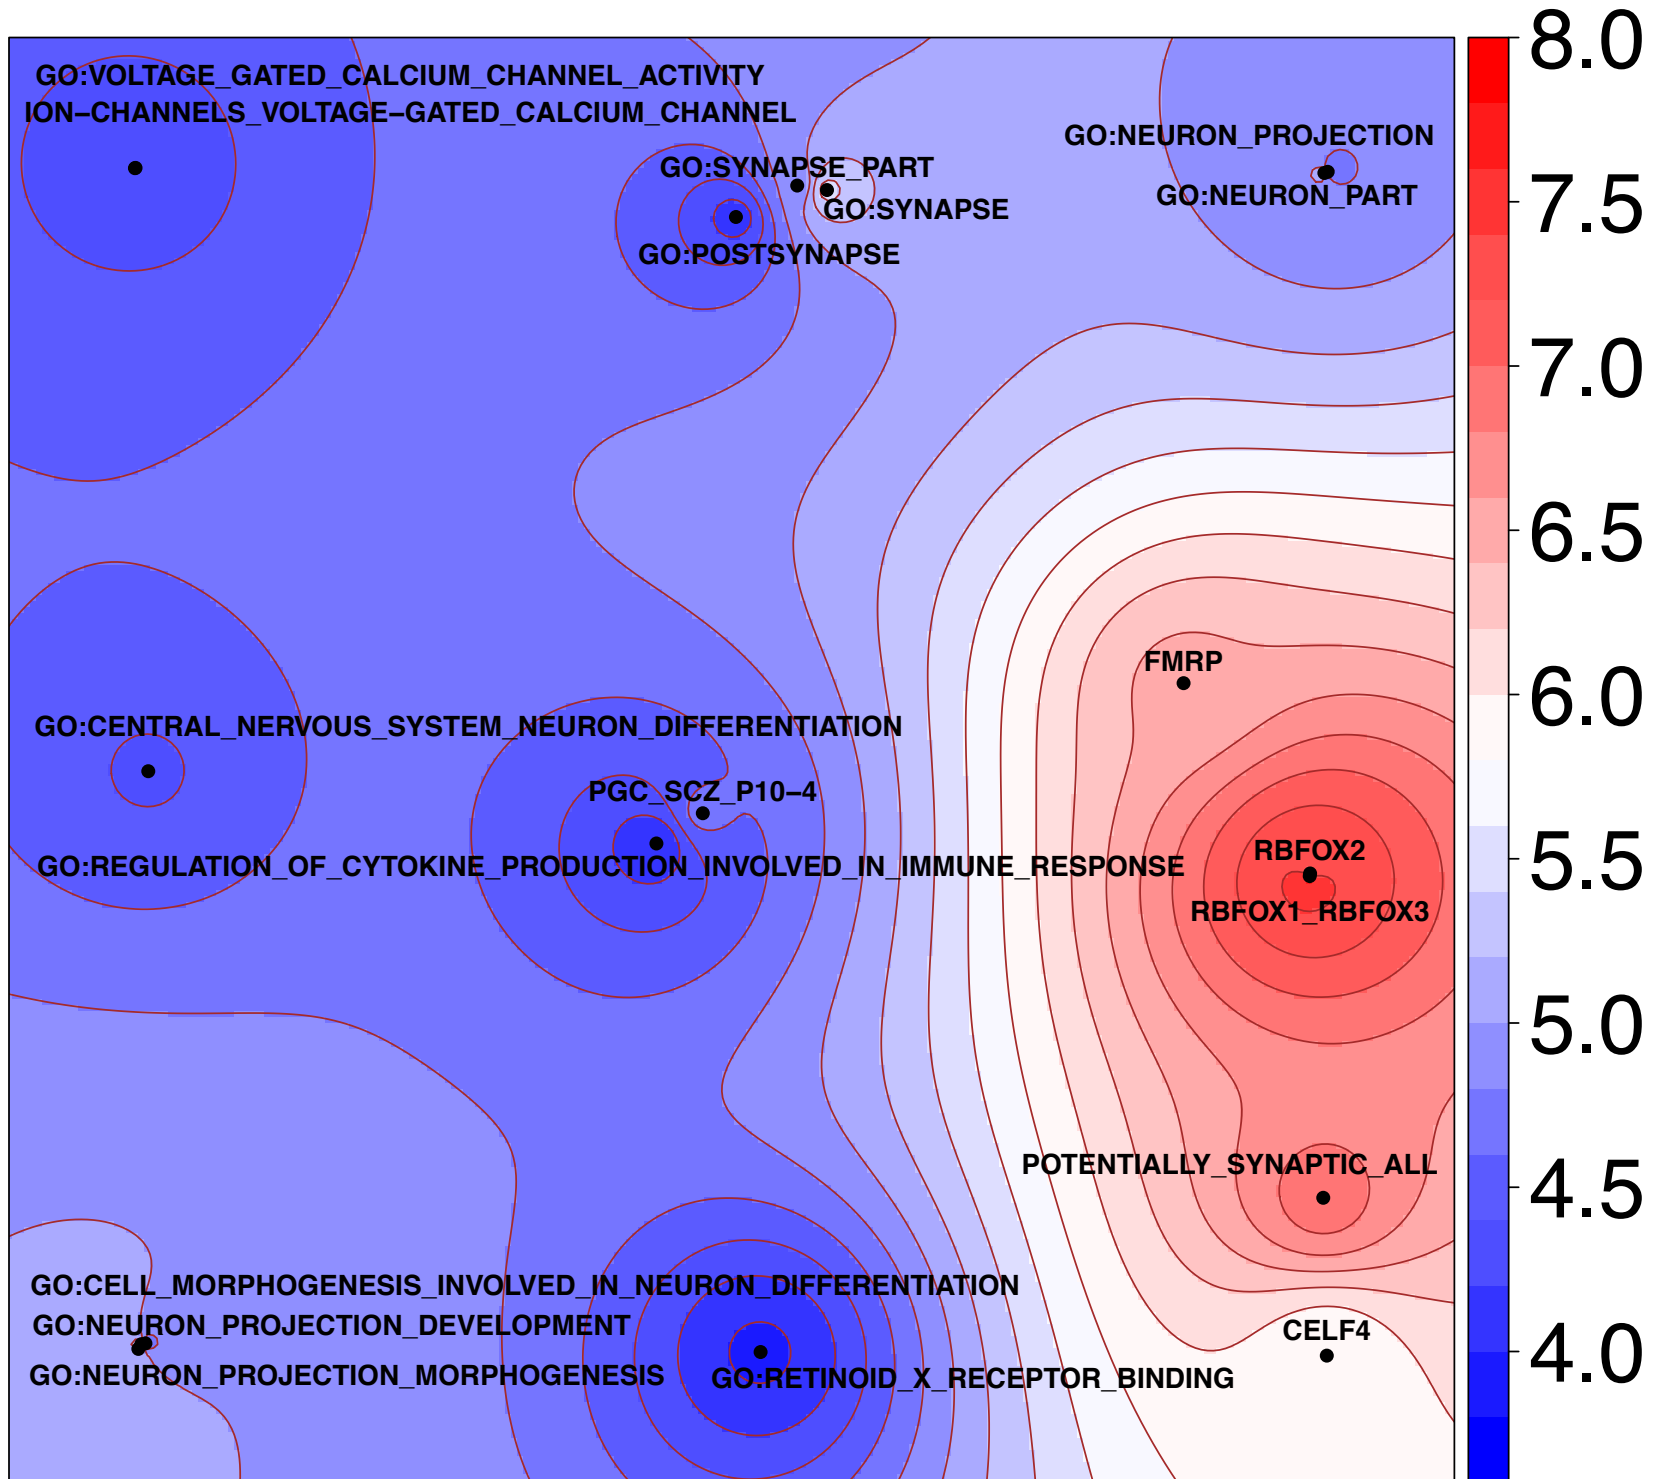 GO:VOLTAGE_GATED_CALCIUM_CHANNEL_ACTIVITY
ION−CHANNELS_VOLTAGE−GATED_CALCIUM_CHANNEL
GO:NEURON_PROJECTION
GO:SYNAPSE_PART
GO:NEURON_PART
GO:SYNAPSE
GO:POSTSYNAPSE
FMRP
GO:CENTRAL_NERVOUS_SYSTEM_NEURON_DIFFERENTIATION
PGC_SCZ_P10−4
RBFOX2
GO:REGULATION_OF_CYTOKINE_PRODUCTION_INVOLVED_IN_IMMUNE_RESPONSE
RBFOX1_RBFOX3
POTENTIALLY_SYNAPTIC_ALL
GO:CELL_MORPHOGENESIS_INVOLVED_IN_NEURON_DIFFERENTIATION
GO:NEURON_PROJECTION_DEVELOPMENT
CELF4
GO:NEURON_PROJECTION_MORPHOGENESIS
GO:RETINOID_X_RECEPTOR_BINDING
8.0
7.5
7.0
6.5
6.0
5.5
5.0
4.5
4.0